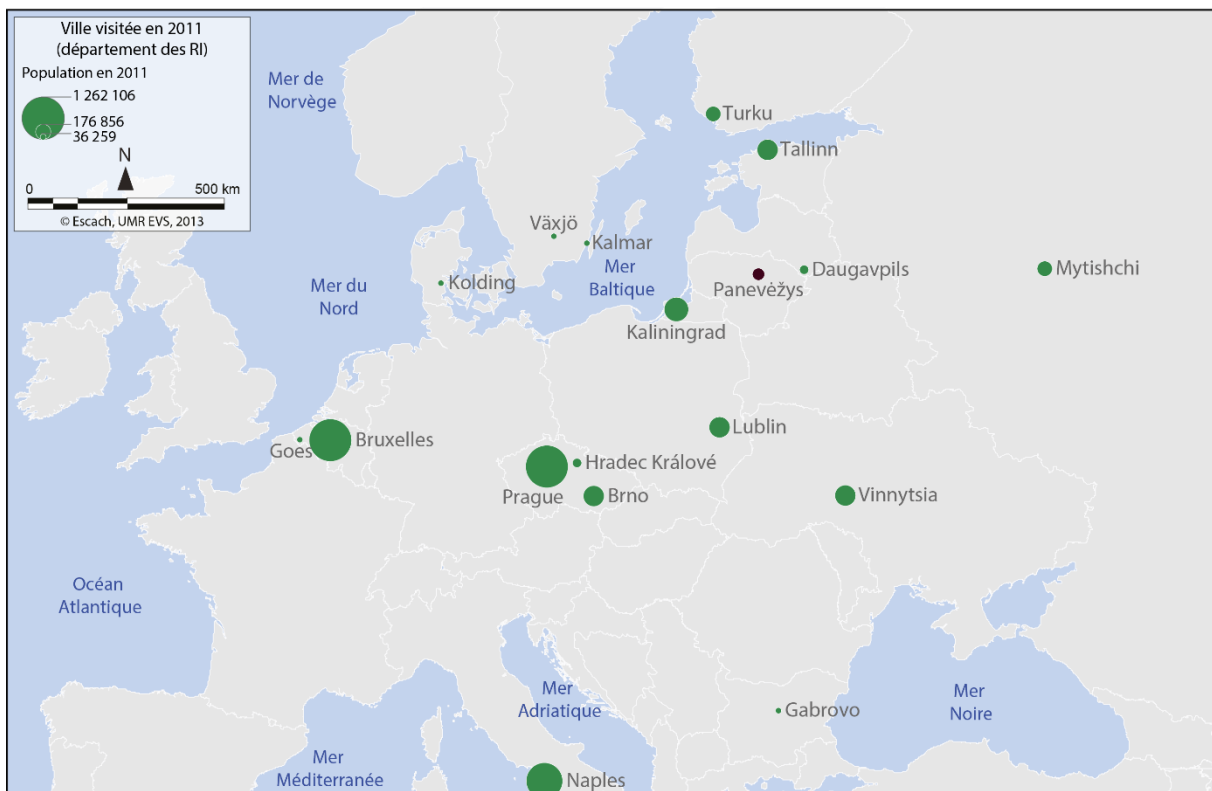 Ville visitée en 2011
(département des RI)
Population en 2011
1 262 106
176 856
36 259
N
0
500 km
© Escach, UMR EVS, 2013
Mer de
Norvège
Turku
Tallinn
Växjö
Kalmar
Mer
Baltique
Daugavpils
Mytishchi
Panevėžys
Kolding
Mer du
Nord
Kaliningrad
Lublin
Goes
Bruxelles
Hradec Králové
Prague
Brno
Vinnytsia
Océan
Atlantique
Mer
Adriatique
Gabrovo
Mer
Noire
Mer
Méditerranée
Naples